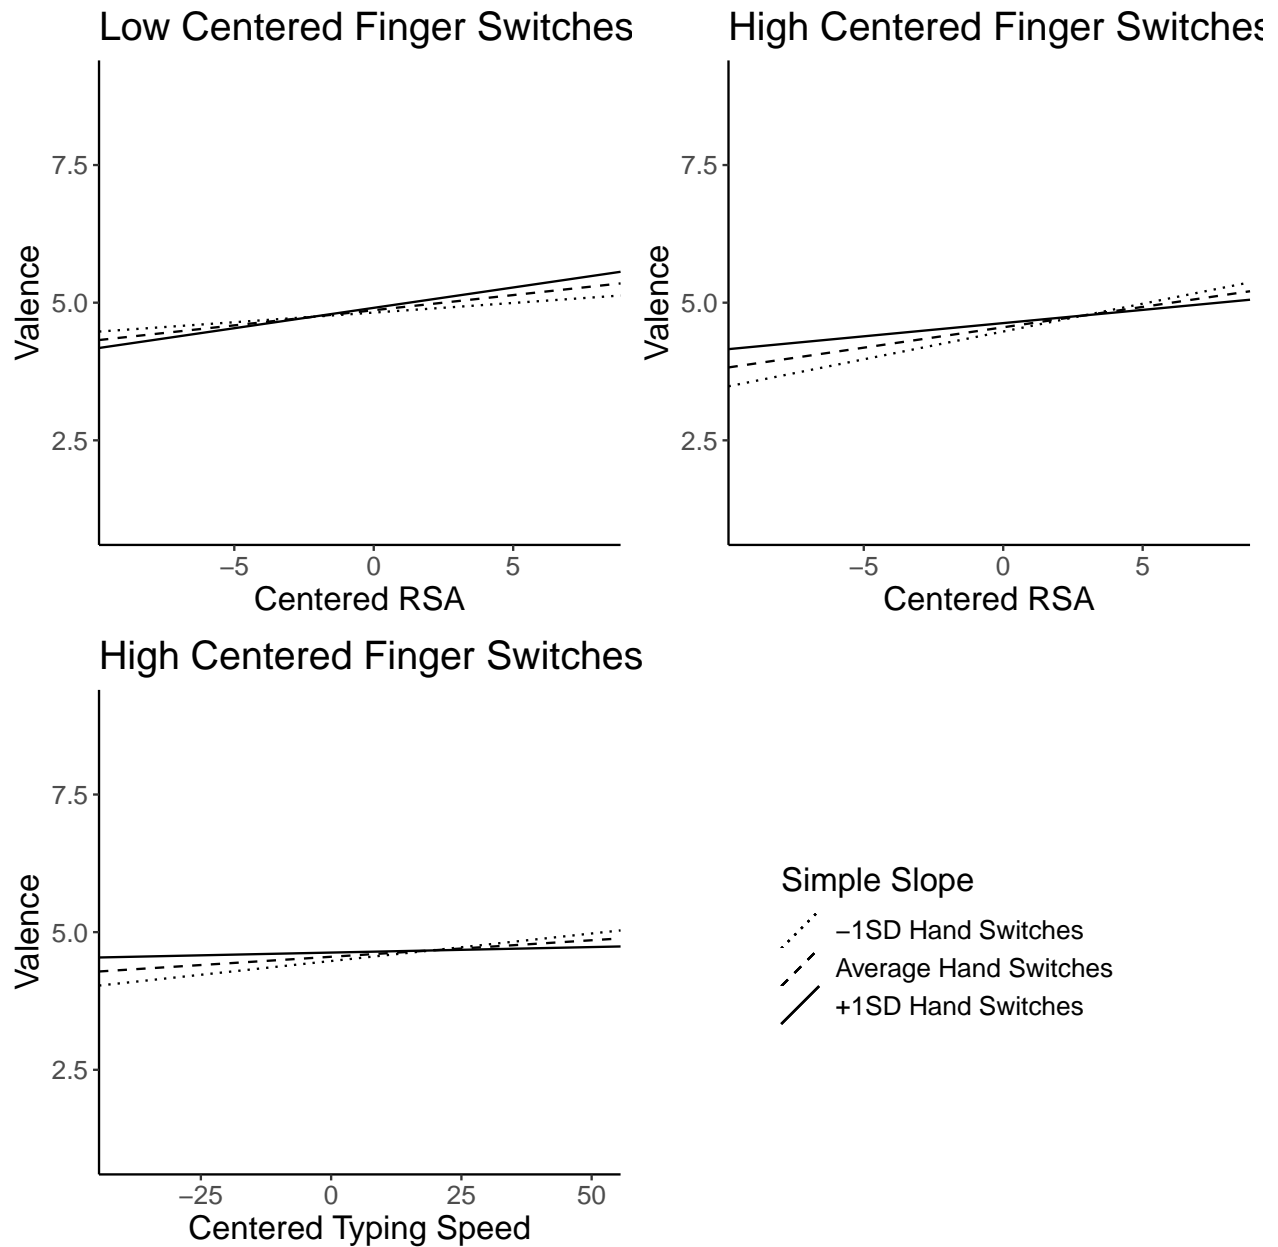 Low Centered Finger Switches
High Centered Finger Switches
Valence
7.5
5.0
2.5
−5 0 5
Centered RSA
Valence
7.5
5.0
2.5
−5 0 5
Centered RSA
High Centered Finger Switches
Valence
7.5
5.0
2.5
−25 0 25 50
Centered Typing Speed
Simple Slope
−1SD Hand Switches
Average Hand Switches
+1SD Hand Switches